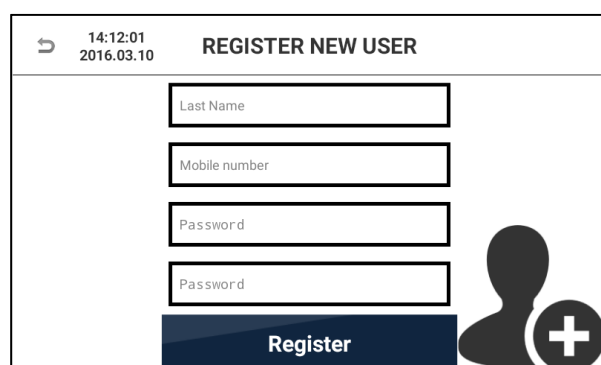 14:12:01
2016.03.10
REGISTER NEW USER
Last Name
Mobile number
Password
Password
Register